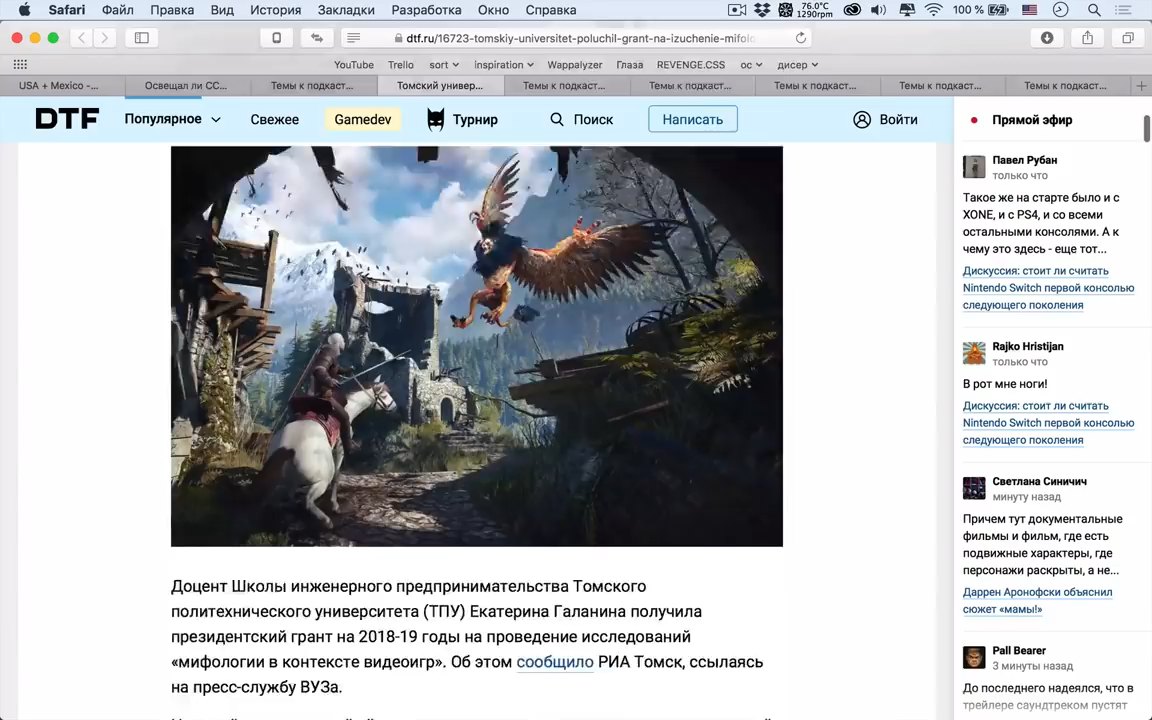 Safari Файл Правка Вид История Закладки Разработка Окно Справка 76.0°C 1290rpm 100 %
dtf.ru/16723-tomskiy-universitet-poluchil-grant-na-izuchenie-mifolo
YouTube Trello sort inspiration Wappalyzer Глаза REVENGE.CSS ос дисер
USA + Mexico -... Освещал ли СС... Темы к подкаст... Томский универ... Темы к подкаст... Темы к подкаст... Темы к подкаст... Темы к подкаст... Темы к подкаст...
DTF Популярное Свежее Gamedev Турнир Поиск Написать Войти
Доцент Школы инженерного предпринимательства Томского
политехнического университета (ТПУ) Екатерина Галанина получила
президентский грант на 2018-19 годы на проведение исследований
«мифологии в контексте видеоигр». Об этом сообщило РИА Томск, ссылаясь
на пресс-службу ВУЗа.
Прямой эфир
Павел Рубан
только что
Такое же на старте было и с
XONE, и с PS4, и со всеми
остальными консолями. А к
чему это здесь - еще тот...
Дискуссия: стоит ли считать
Nintendo Switch первой консолью
следующего поколения
Rajko Hristijan
только что
В рот мне ноги!
Дискуссия: стоит ли считать
Nintendo Switch первой консолью
следующего поколения
Светлана Синичич
минуту назад
Причем тут документальные
фильмы и фильм, где есть
подвижные характеры, где
персонажи раскрыты, а не...
Даррен Аронофски объяснил
сюжет «мамы!»
Pall Bearer
3 минуты назад
До последнего надеялся, что в
трейлере саундтреком пустят